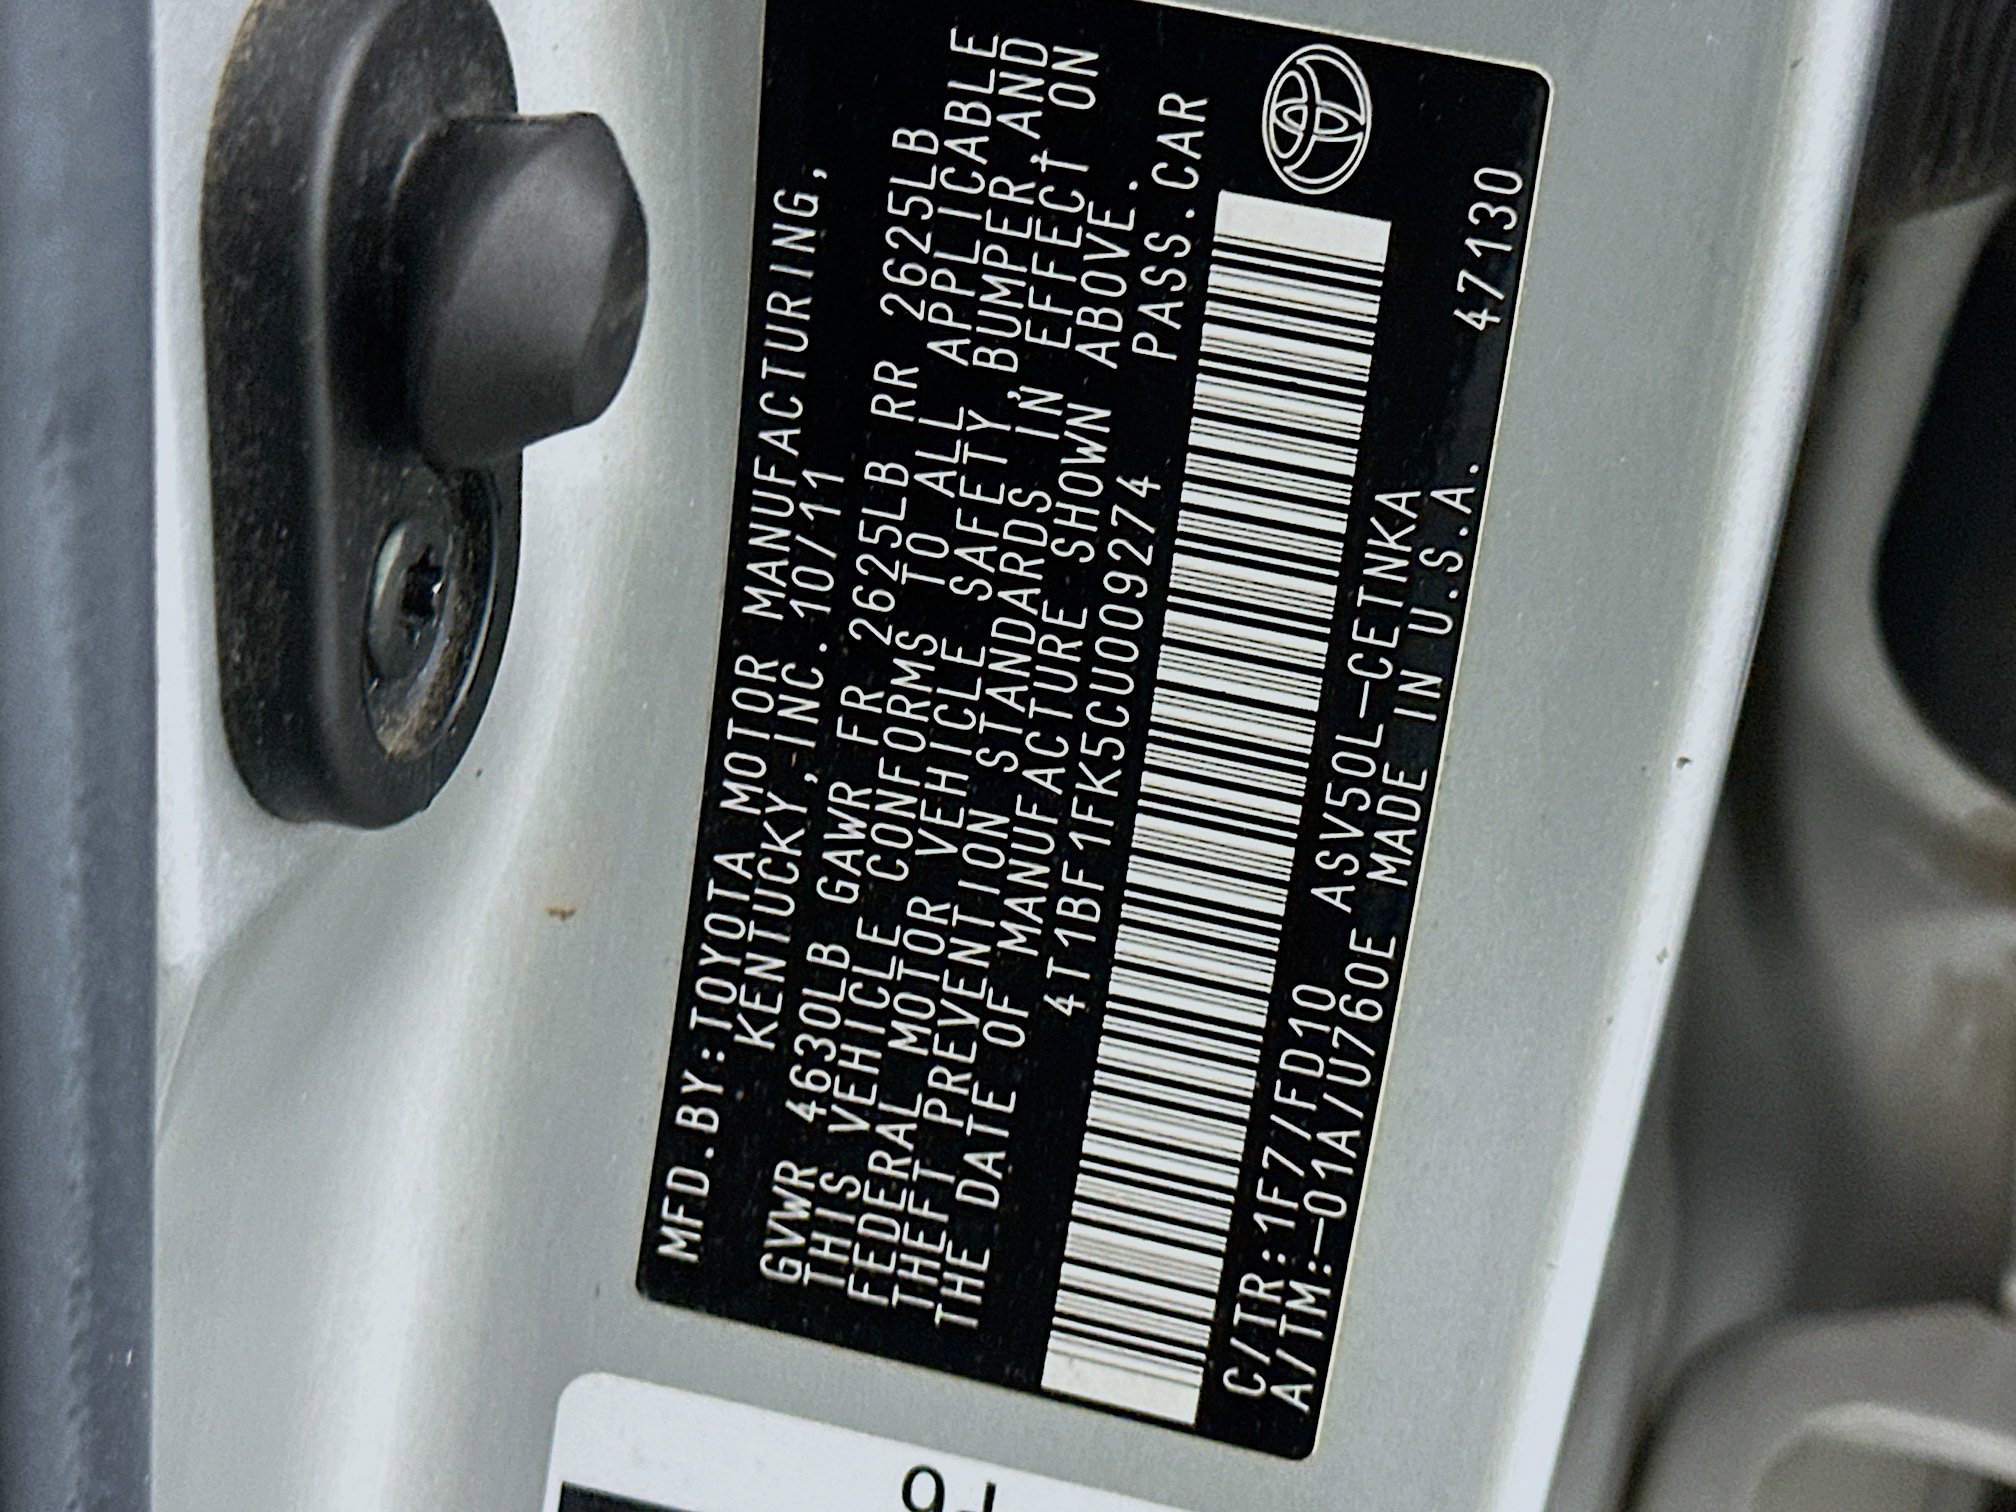 MFD.BY:TOYOTA MOTOR MANUFACTURING,
KENTUCKY,INC.10/11
GVWR 4630LB GAWR FR 2625LB RR 2625LB
THIS VEHICLE CONFORMS TO ALL APPLICABLE
FEDERAL MOTOR VEHICLE SAFETY,BUMPER,AND
THEFT PREVENTION STANDARDS IN EFFECT ON
THE DATE OF MANUFACTURE SHOWN ABOVE.
4T1BF1FK5CU009274 PASS.CAR
C/TR:1F7/FD10 ASV50L-CETNKA
A/TM:-01A/U760E MADE IN U.S.A. 47130